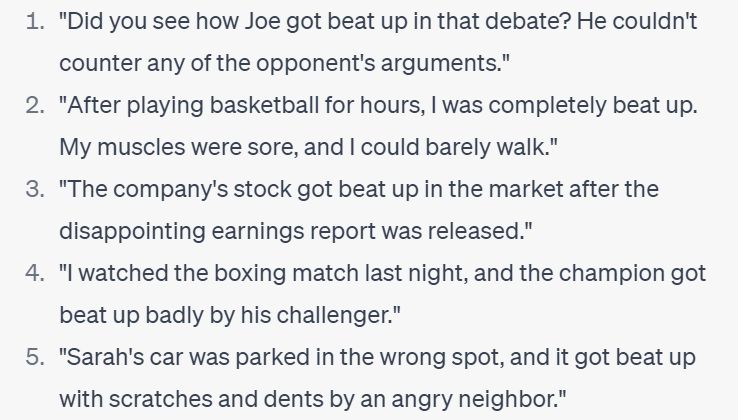 1. "Did you see how Joe got beat up in that debate? He couldn't
counter any of the opponent's arguments."
2. "After playing basketball for hours, I was completely beat up.
My muscles were sore, and I could barely walk."
3. "The company's stock got beat up in the market after the
disappointing earnings report was released."
4. "I watched the boxing match last night, and the champion got
beat up badly by his challenger."
5. "Sarah's car was parked in the wrong spot, and it got beat up
with scratches and dents by an angry neighbor."